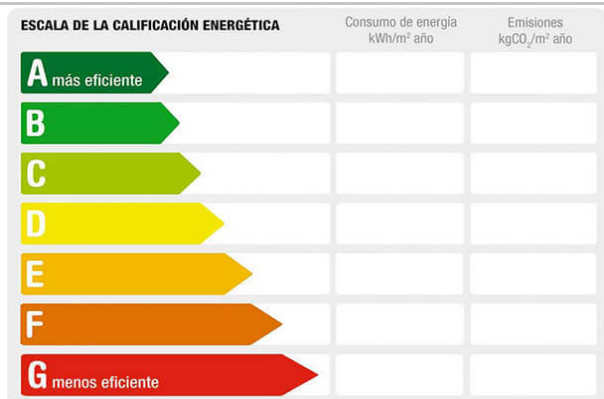 ESCALA DE LA CALIFICACIÓN ENERGÉTICA
Consumo de energía
kWh/m² año
Emisiones
kgCO₂/m² año
A más eficiente
B
C
D
E
F
G menos eficiente